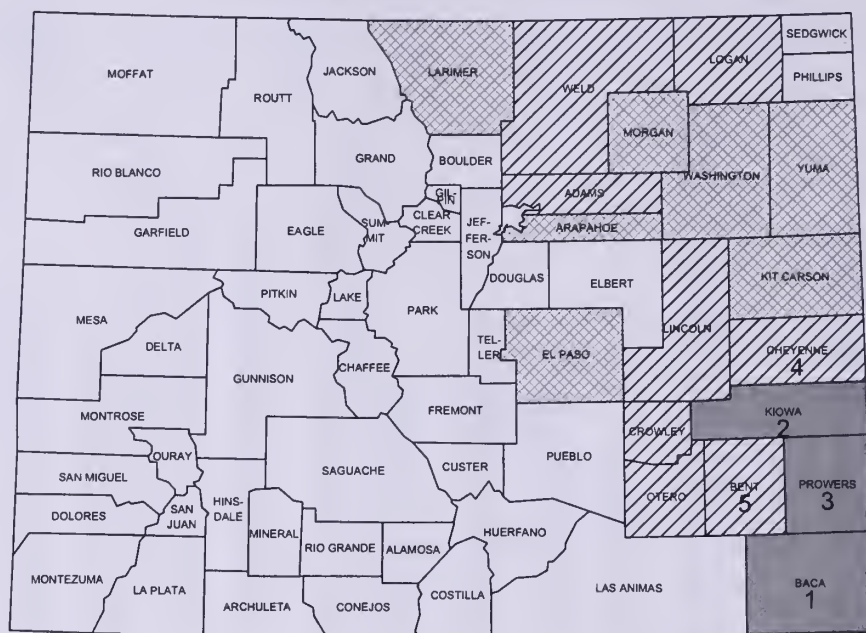 SEDGWICK
MOFFAT
JACKSON
LARIMER
LOGAN
PHILLIPS
ROUTT
WELD
MORGAN
GRAND
BOULDER
WASHINGTON
YUMA
RIO BLANCO
ADAMS
GIL-
PIN
CLEAR
CREEK
JEF-
FER-
SON
GARFIELD
EAGLE
SUM-
MIT
ARAPAHOE
DOUGLAS
ELBERT
KIT CARSON
PITKIN
LAKE
PARK
LINCOLN
MESA
DELTA
TEL-
LER
EL PASO
CHEYENNE
4
GUNNISON
CHAFFEE
KIOWA
2
MONTROSE
FREMONT
CROWLEY
OURAY
SAGUACHE
CUSTER
PUEBLO
SAN MIGUEL
HINS-
DALE
OTERO
BENT
5
PROWERS
3
DOLORES
SAN
JUAN
MINERAL
RIO GRANDE
ALAMOSA
HUERFANO
MONTEZUMA
LA PLATA
ARCHULETA
CONEJOS
COSTILLA
LAS ANIMAS
BACA
1